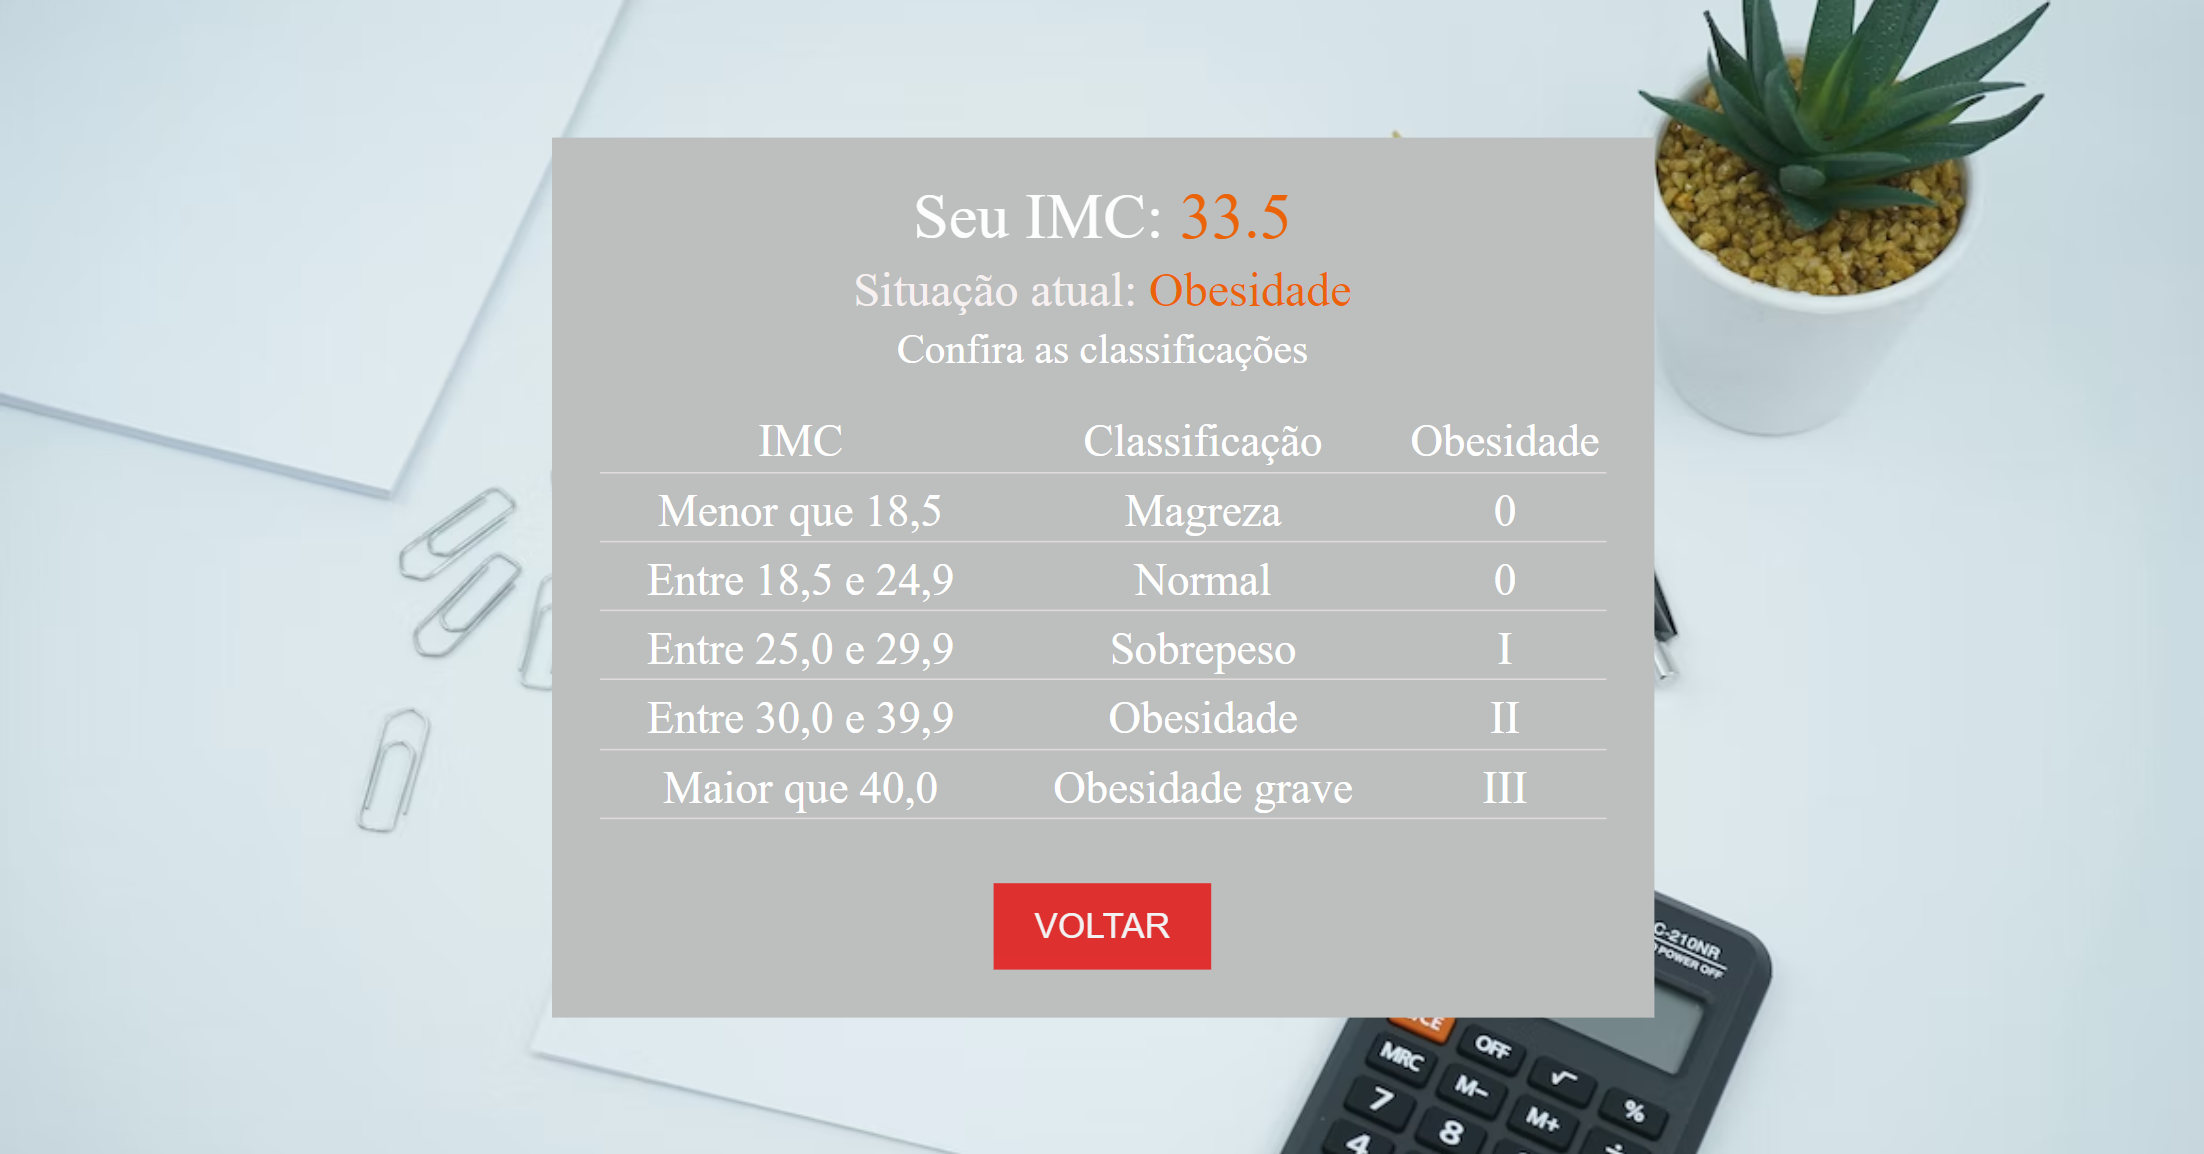 Seu IMC: 33.5
Situação atual: Obesidade
Confira as classificações
IMC Classificação Obesidade
Menor que 18,5 Magreza 0
Entre 18,5 e 24,9 Normal 0
Entre 25,0 e 29,9 Sobrepeso I
Entre 30,0 e 39,9 Obesidade II
Maior que 40,0 Obesidade grave III
VOLTAR
C-210NR
POWER OFF
OFF
MRC
√
M−
%
7
M+
8
4